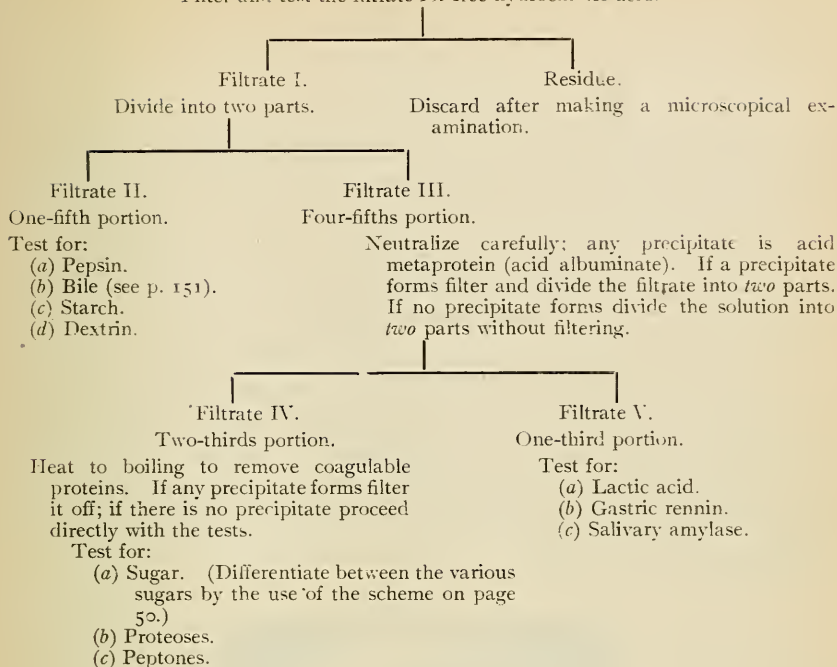 Filtrate I.
Residue.
Divide into two parts.
Discard after making a microscopical ex-
amination.
Filtrate II.
Filtrate III.
One-fifth portion.
Four-fifths portion.
Test for:
(a) Pepsin.
(b) Bile (see p. 151).
(c) Starch.
(d) Dextrin.
Neutralize carefully; any precipitate is acid
metaprotein (acid albuminate). If a precipitate
forms filter and divide the filtrate into two parts.
If no precipitate forms divide the solution into
two parts without filtering.
Filtrate IV.
Filtrate V.
Two-thirds portion.
One-third portion.
Heat to boiling to remove coagulable
proteins. If any precipitate forms filter
it off; if there is no precipitate proceed
directly with the tests.
Test for:
(a) Sugar. (Differentiate between the various
sugars by the use of the scheme on page
50.)
(b) Proteoses.
(c) Peptones.
Test for:
(a) Lactic acid.
(b) Gastric rennin.
(c) Salivary amylase.